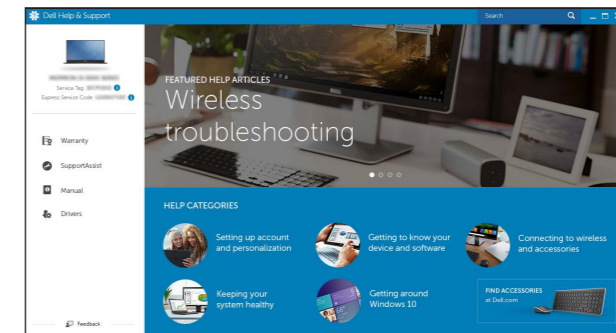 Dell Help & Support
Search
Service Tag:
Express Service Code:
Warranty
SupportAssist
Manual
Drivers
Feedback
FEATURED HELP ARTICLES
Wireless
troubleshooting
HELP CATEGORIES
Setting up account
and personalization
Getting to know your
device and software
Connecting to wireless
and accessories
Keeping your
system healthy
Getting around
Windows 10
FIND ACCESSORIES
at Dell.com